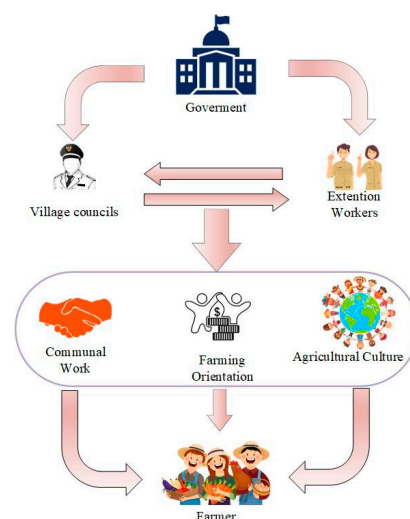 Goverment
Village councils
Extention
Workers
$
Communal
Work
Farming
Orientation
Agricultural Culture
Farmer